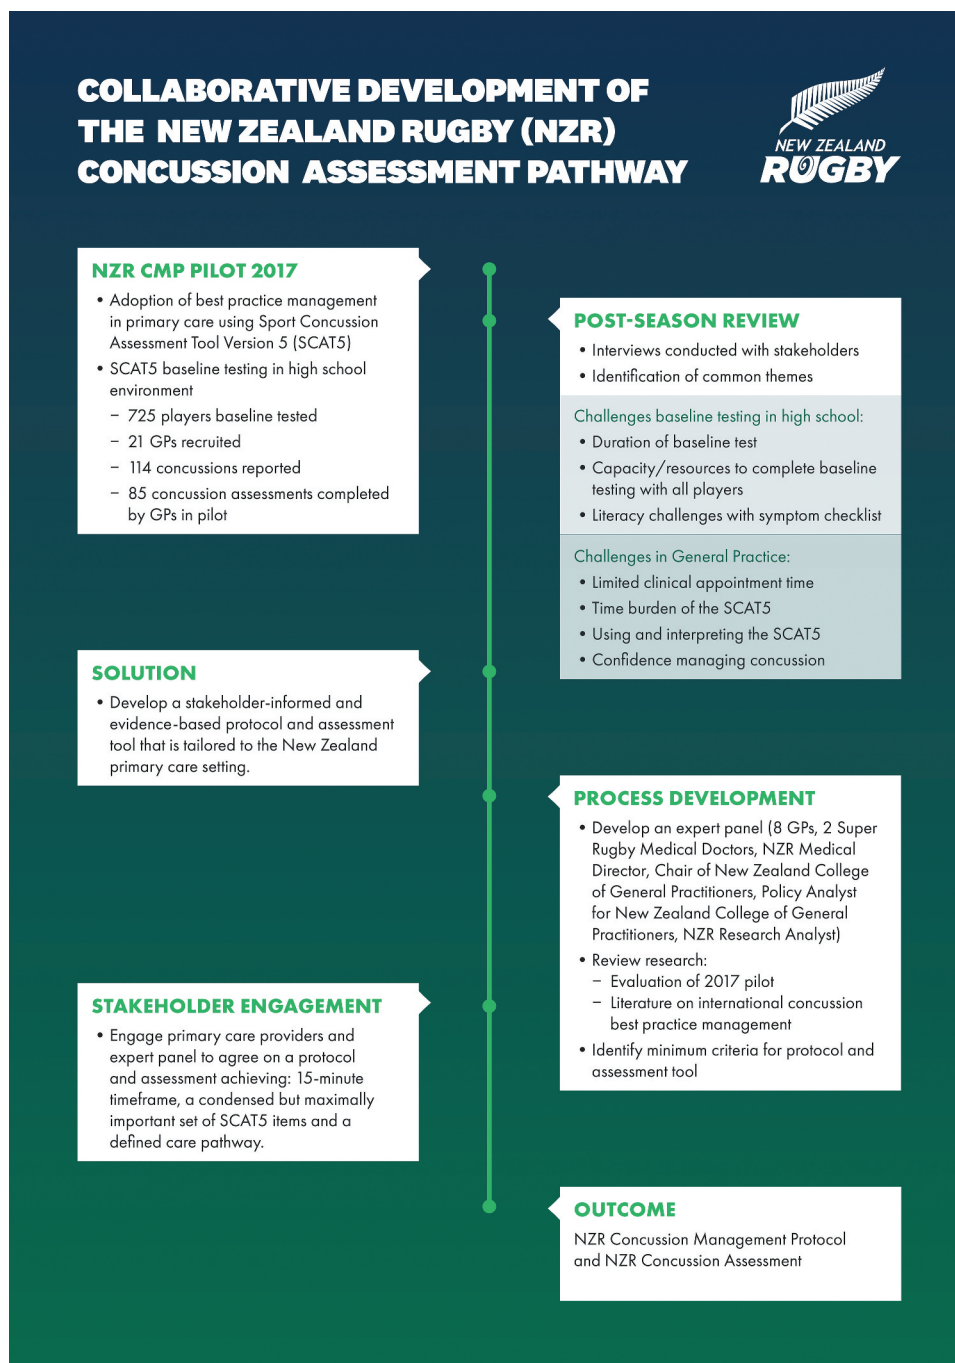 COLLABORATIVE DEVELOPMENT OF
THE NEW ZEALAND RUGBY (NZR)
CONCUSSION ASSESSMENT PATHWAY
NEW ZEALAND
RUGBY
NZR CMP PILOT 2017
• Adoption of best practice management
in primary care using Sport Concussion
Assessment Tool Version 5 (SCAT5)
• SCAT5 baseline testing in high school
environment
– 725 players baseline tested
– 21 GPs recruited
– 114 concussions reported
– 85 concussion assessments completed
by GPs in pilot
POST-SEASON REVIEW
• Interviews conducted with stakeholders
• Identification of common themes
Challenges baseline testing in high school:
• Duration of baseline test
• Capacity/resources to complete baseline
testing with all players
• Literacy challenges with symptom checklist
Challenges in General Practice:
• Limited clinical appointment time
• Time burden of the SCAT5
• Using and interpreting the SCAT5
• Confidence managing concussion
SOLUTION
• Develop a stakeholder-informed and
evidence-based protocol and assessment
tool that is tailored to the New Zealand
primary care setting.
PROCESS DEVELOPMENT
• Develop an expert panel (8 GPs, 2 Super
Rugby Medical Doctors, NZR Medical
Director, Chair of New Zealand College
of General Practitioners, Policy Analyst
for New Zealand College of General
Practitioners, NZR Research Analyst)
• Review research:
– Evaluation of 2017 pilot
– Literature on international concussion
best practice management
• Identify minimum criteria for protocol and
assessment tool
STAKEHOLDER ENGAGEMENT
• Engage primary care providers and
expert panel to agree on a protocol
and assessment achieving: 15-minute
timeframe, a condensed but maximally
important set of SCAT5 items and a
defined care pathway.
OUTCOME
NZR Concussion Management Protocol
and NZR Concussion Assessment